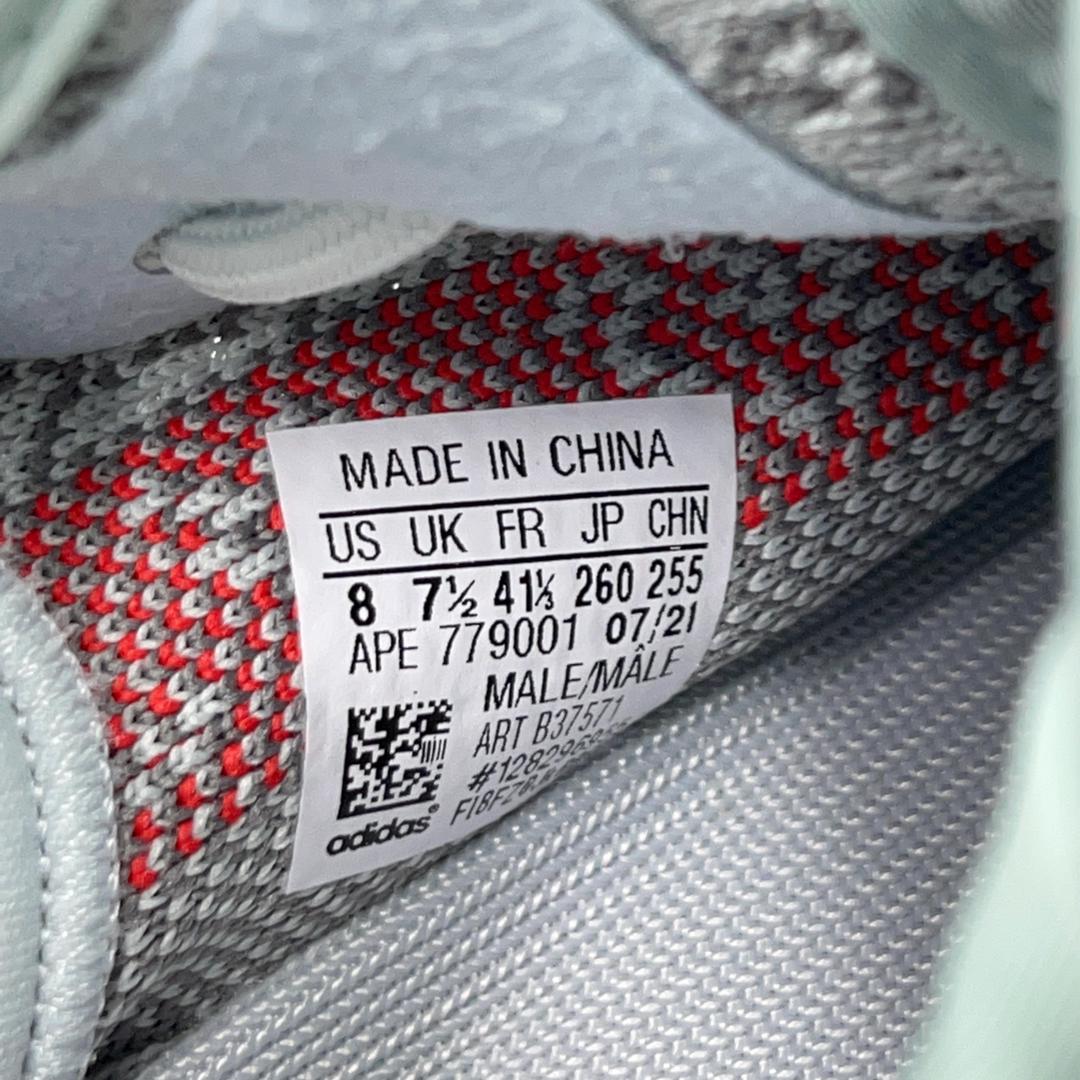 MADE IN CHINA
US UK FR JP CHN
8 7½ 41⅓ 260 255
APE 779001 07/21
MALE/MÂLE
ART B37571
adidas®